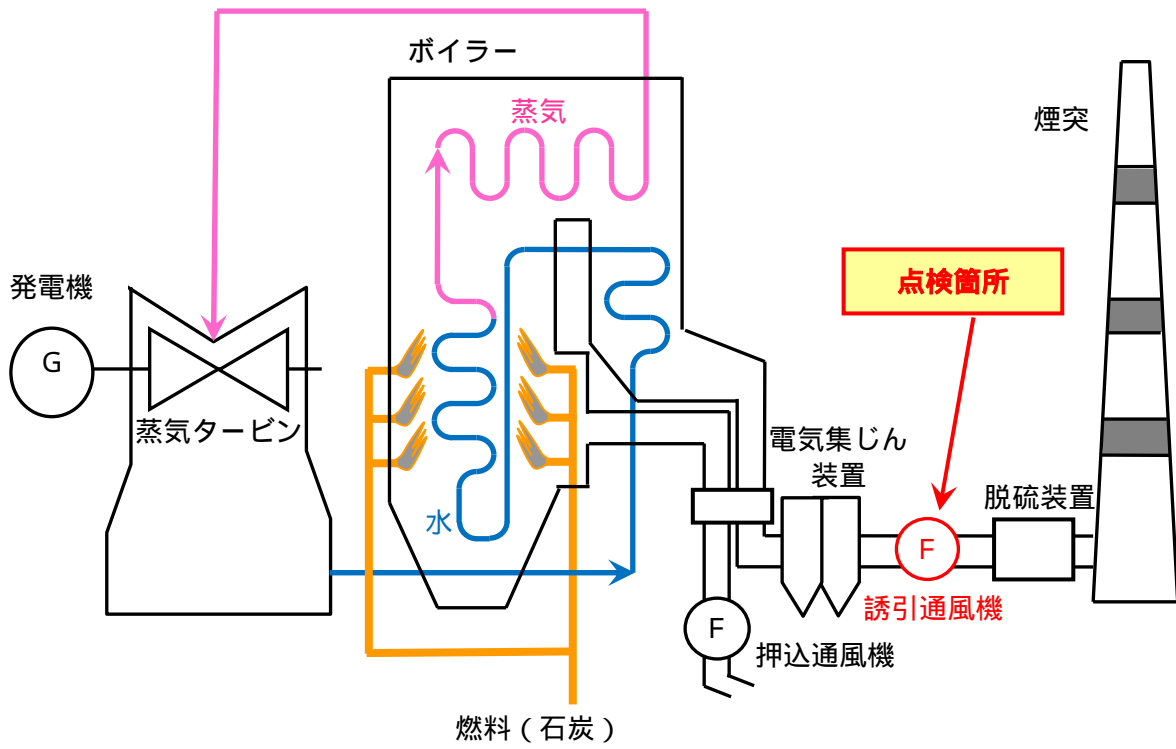 ボイラー
蒸気
煙突
点検箇所
発電機
G
蒸気タービン
電気集じん
装置
脱硫装置
水
F
誘引通風機
F
押込通風機
燃料（石炭）